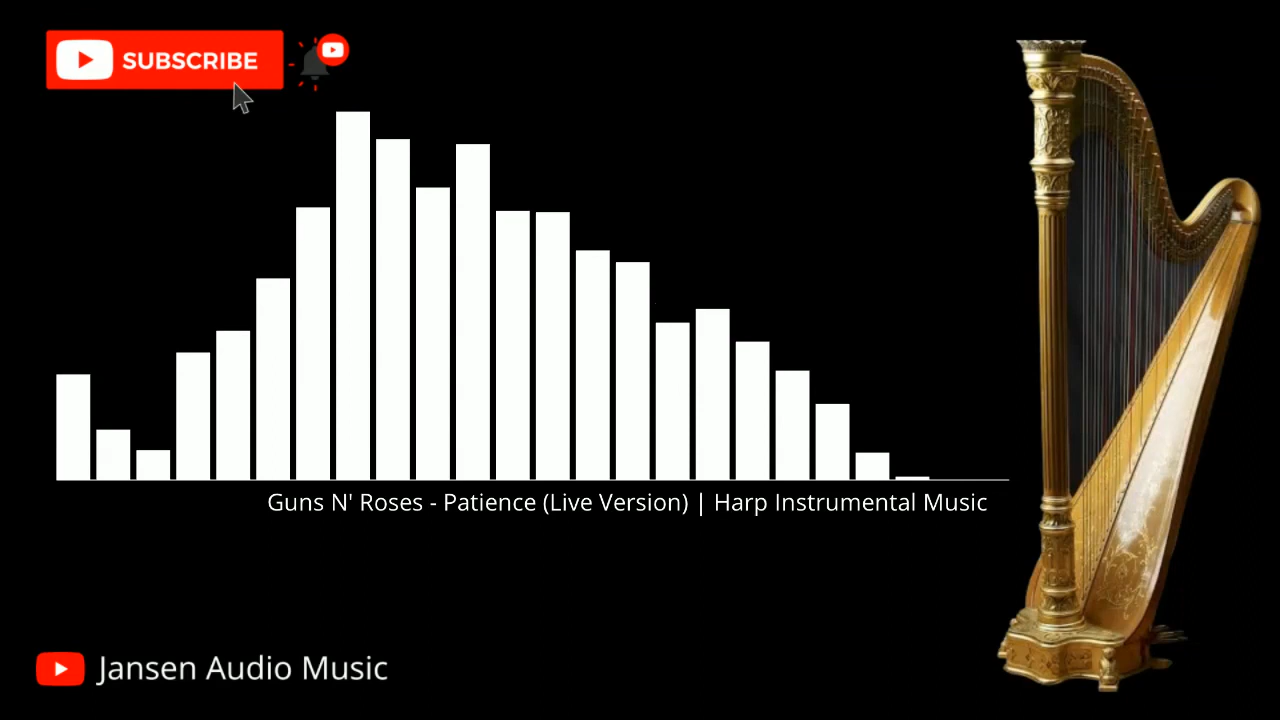 SUBSCRIBE
Guns N' Roses - Patience (Live Version) | Harp Instrumental Music
Jansen Audio Music